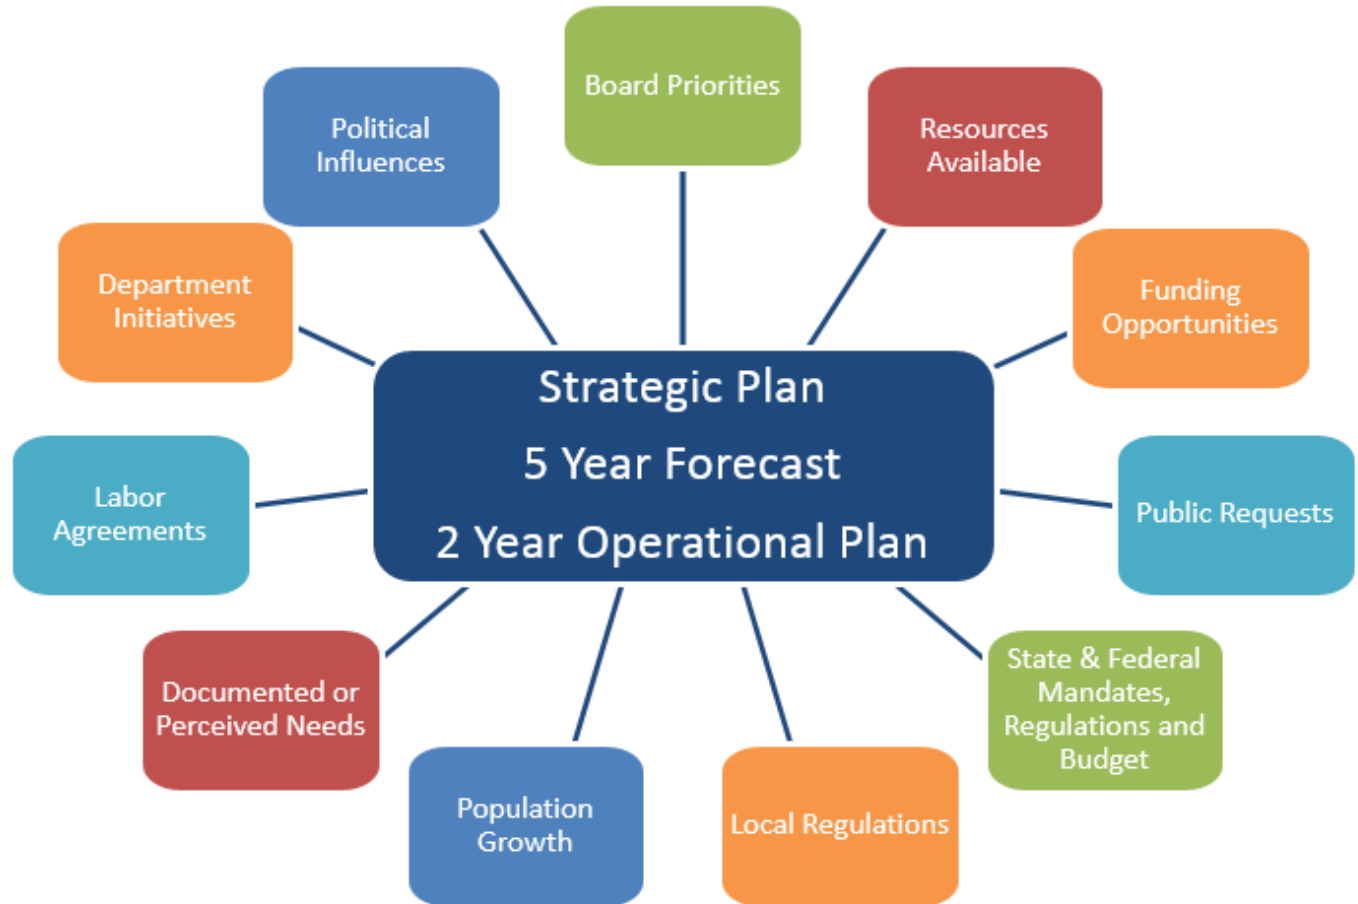 Board Priorities
Political
Influences
Resources
Available
Department
Initiatives
Funding
Opportunities
Strategic Plan
5 Year Forecast
2 Year Operational Plan
Labor
Agreements
Public Requests
Documented or
Perceived Needs
State & Federal
Mandates,
Regulations and
Budget
Population
Growth
Local Regulations